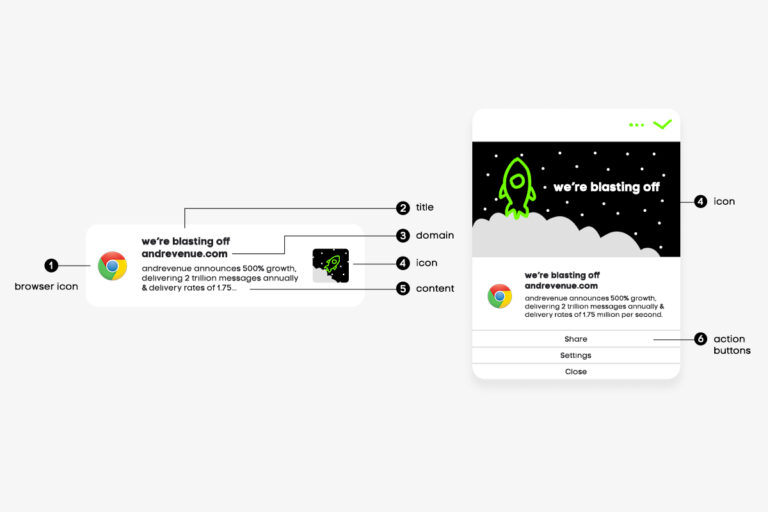 1
browser icon
we're blasting off
andrevenue.com
andrevenue announces 500% growth,
delivering 2 trillion messages annually
& delivery rates of 1.75...
2 title
3 domain
4 icon
5 content
we're blasting off
4 icon
we're blasting off
andrevenue.com
andrevenue announces 500% growth,
delivering 2 trillion messages annually &
delivery rates of 1.75 million per second.
Share
Settings
Close
6 action
buttons